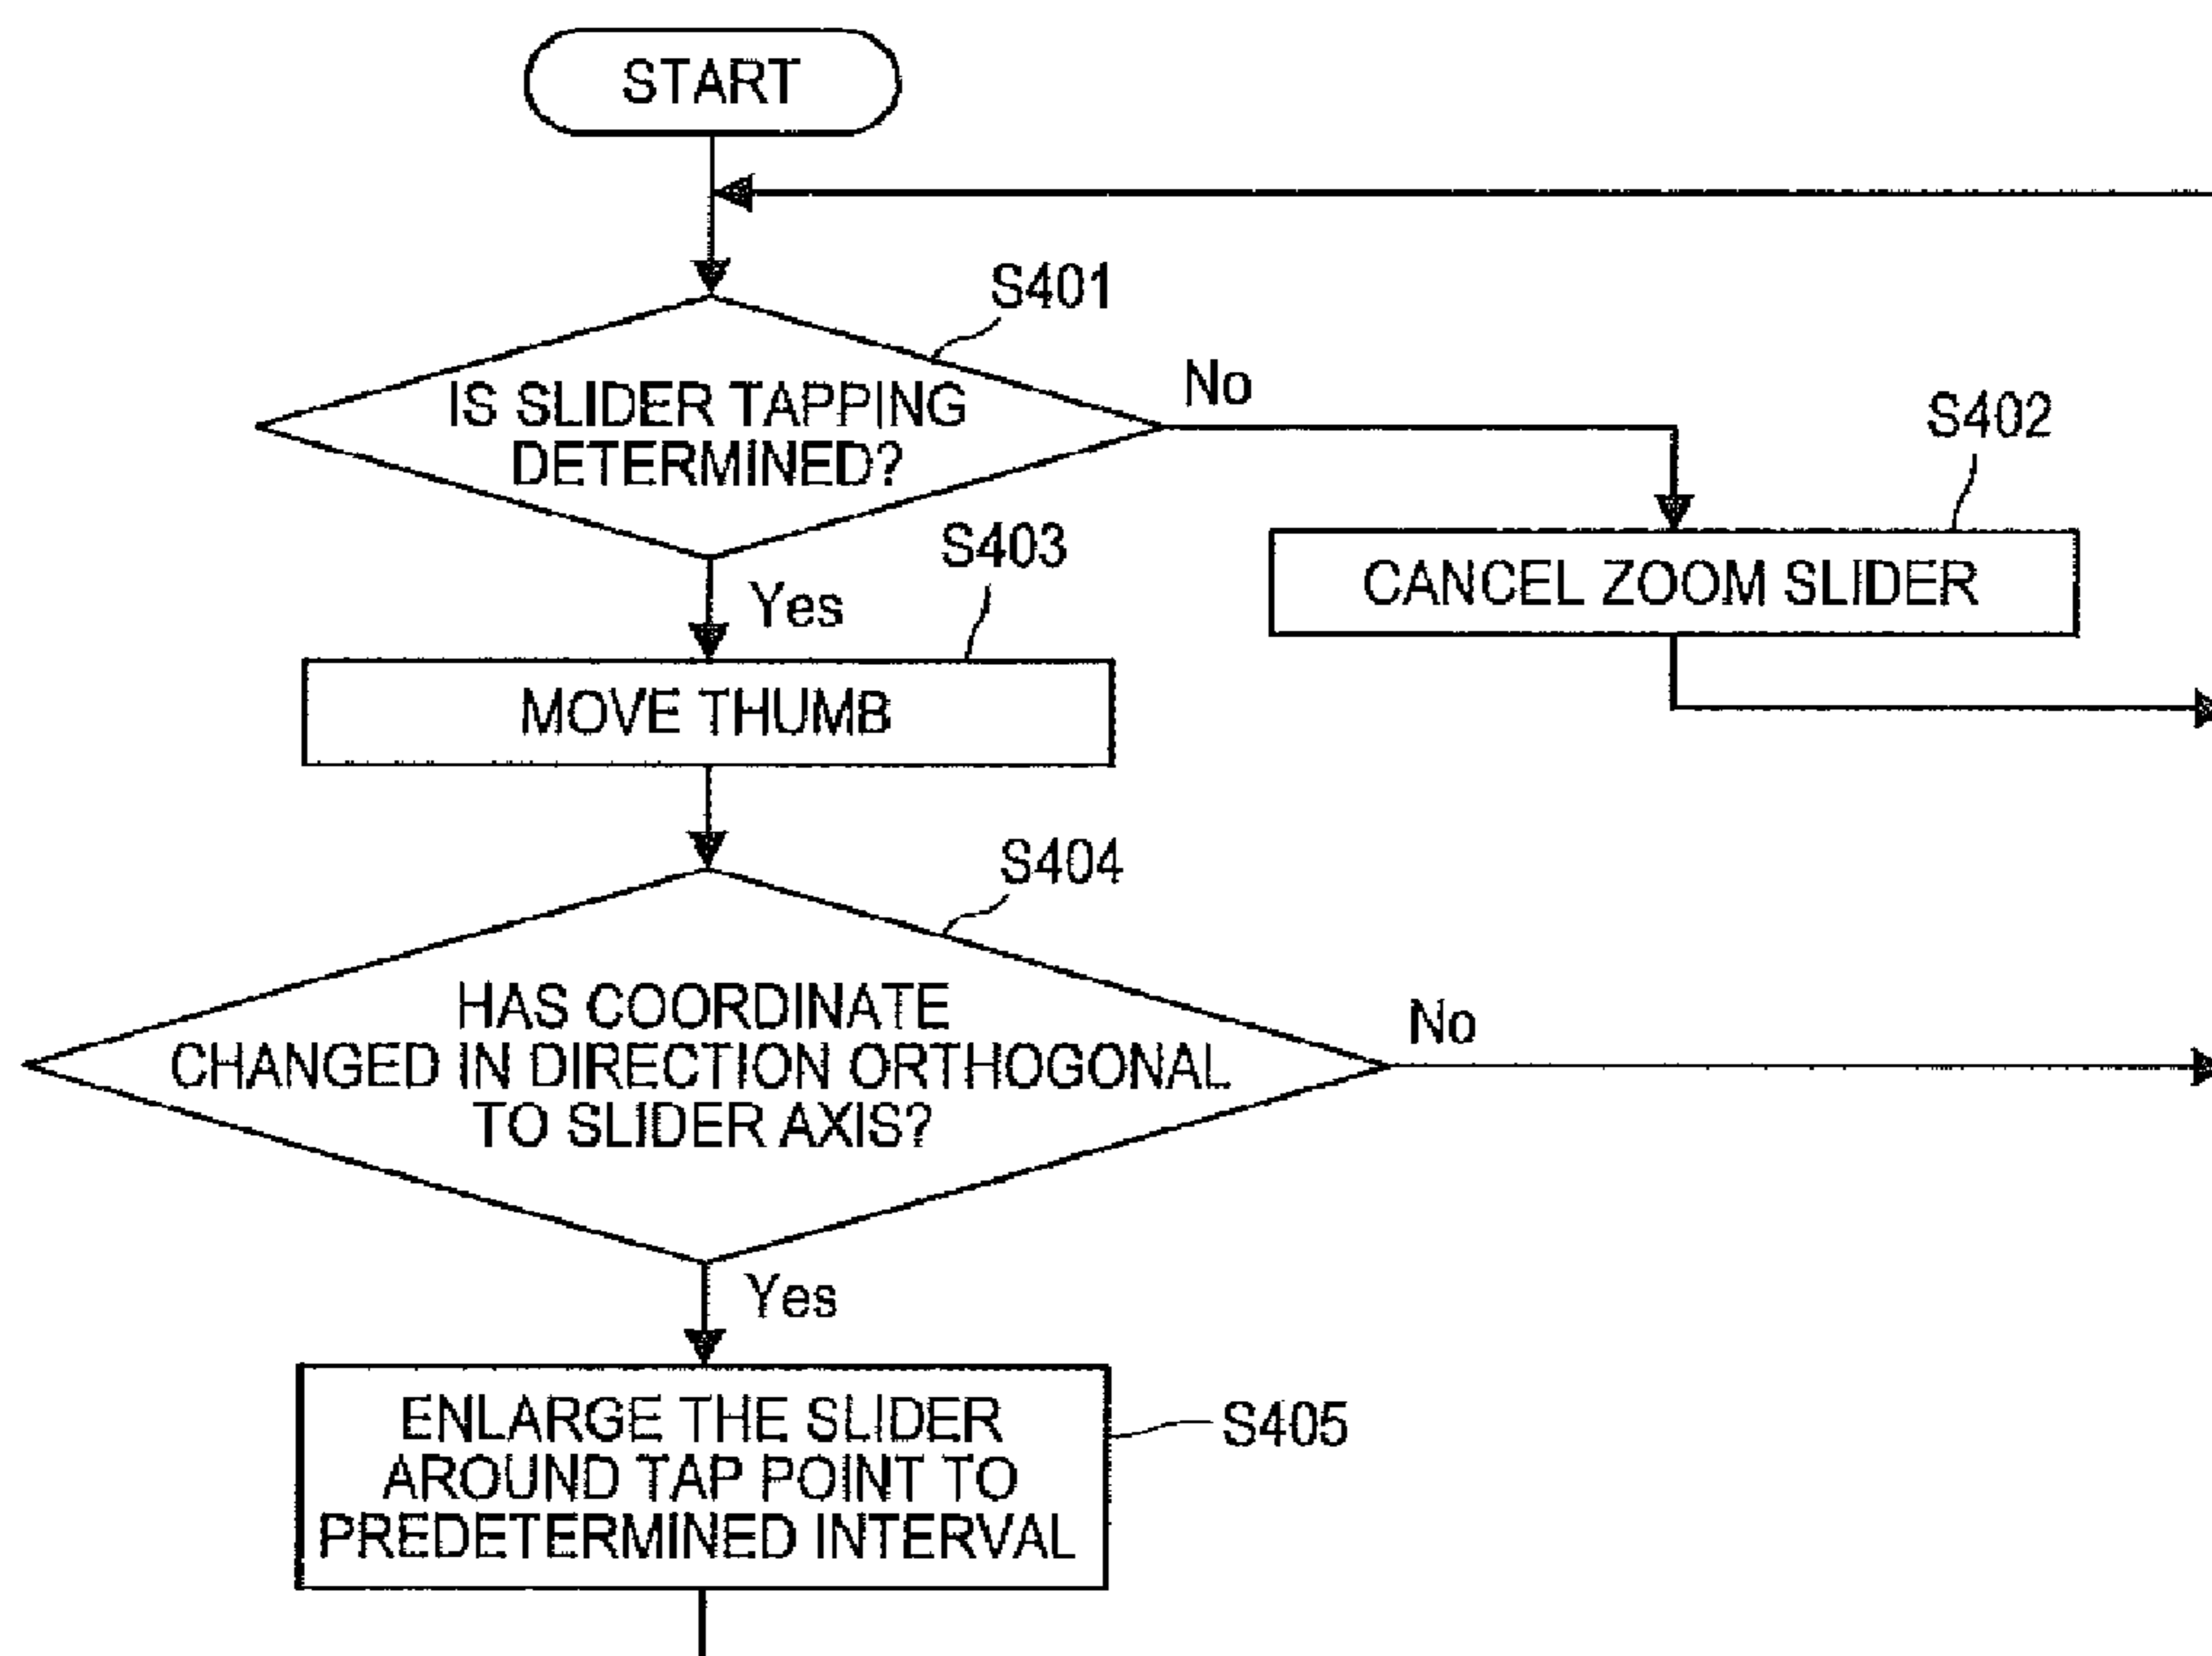 START
S401
IS SLIDER TAPPING
DETERMINED?
No
S402
CANCEL ZOOM SLIDER
Yes
S403
MOVE THUMB
S404
HAS COORDINATE
CHANGED IN DIRECTION ORTHOGONAL
TO SLIDER AXIS?
No
Yes
ENLARGE THE SLIDER
AROUND TAP POINT TO
PREDETERMINED INTERVAL
S405